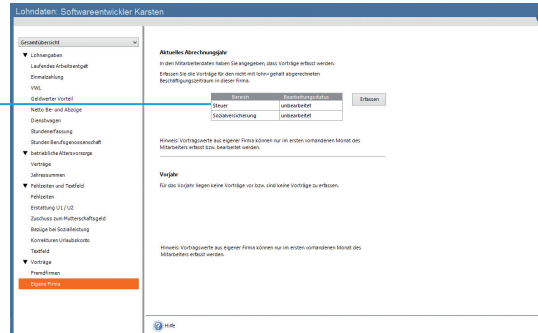 Lohndaten: Softwareentwickler Karsten
Gesamtübersicht
Lohnangaben
Laufendes Arbeitsentgelt
Einmalzahlung
VWL
Geldwerter Vorteil
Netto Be- und Abzüge
Dienstwagen
Stundenerfassung
Stunden Berufsgenossenschaft
betriebliche Altersvorsorge
Verträge
Jahressummen
Fehlzeiten und Textfeld
Fehlzeiten
Erstattung U1 / U2
Zuschuss zum Mutterschaftsgeld
Bezüge bei Sozialleistung
Korrekturen Urlaubskonto
Textfeld
Vorträge
Fremdfirmen
Eigene Firma
Aktuelles Abrechnungsjahr
In den Mitarbeiterdaten haben Sie angegeben, dass Vorträge erfasst werden.
Erfassen Sie die Vorträge für den nicht mit lohn+gehalt abgerechneten
Beschäftigungszeitraum in dieser Firma.
Bereich Bearbeitungsstatus
Steuer unbearbeitet
Sozialversicherung unbearbeitet
Erfassen
Hinweis: Vortragswerte aus eigener Firma können nur im ersten vorhandenen Monat des
Mitarbeiters erfasst bzw. bearbeitet werden.
Vorjahr
Für das Vorjahr liegen keine Vorträge vor bzw. sind keine Vorträge zu erfassen.
Hinweis: Vortragswerte aus eigener Firma können nur im ersten vorhandenen Monat des
Mitarbeiters erfasst werden.
Hilfe